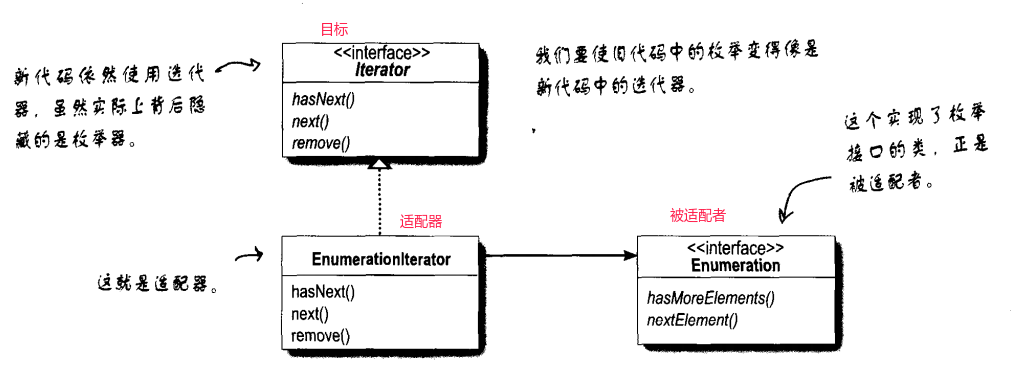 目标
<<interface>>
Iterator
hasNext()
next()
remove()
新代码依然使用迭代
器，虽然实际上背后隐
藏的是枚举器。
我们要使旧代码中的枚举变得像是
新代码中的迭代器。
这个实现了枚举
接口的类，正是
被适配者。
适配器
EnumerationIterator
hasNext()
next()
remove()
这就是适配器。
被适配者
<<interface>>
Enumeration
hasMoreElements()
nextElement()